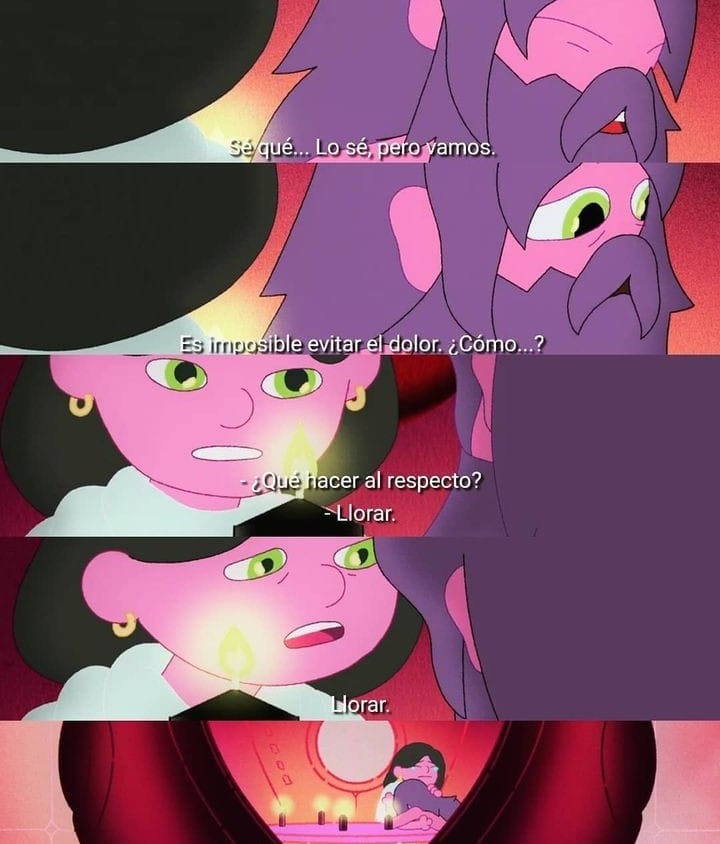 Sé qué... Lo sé, pero vamos.
Es imposible evitar el dolor. ¿Cómo...?
- ¿Qué hacer al respecto?
- Llorar.
Llorar.